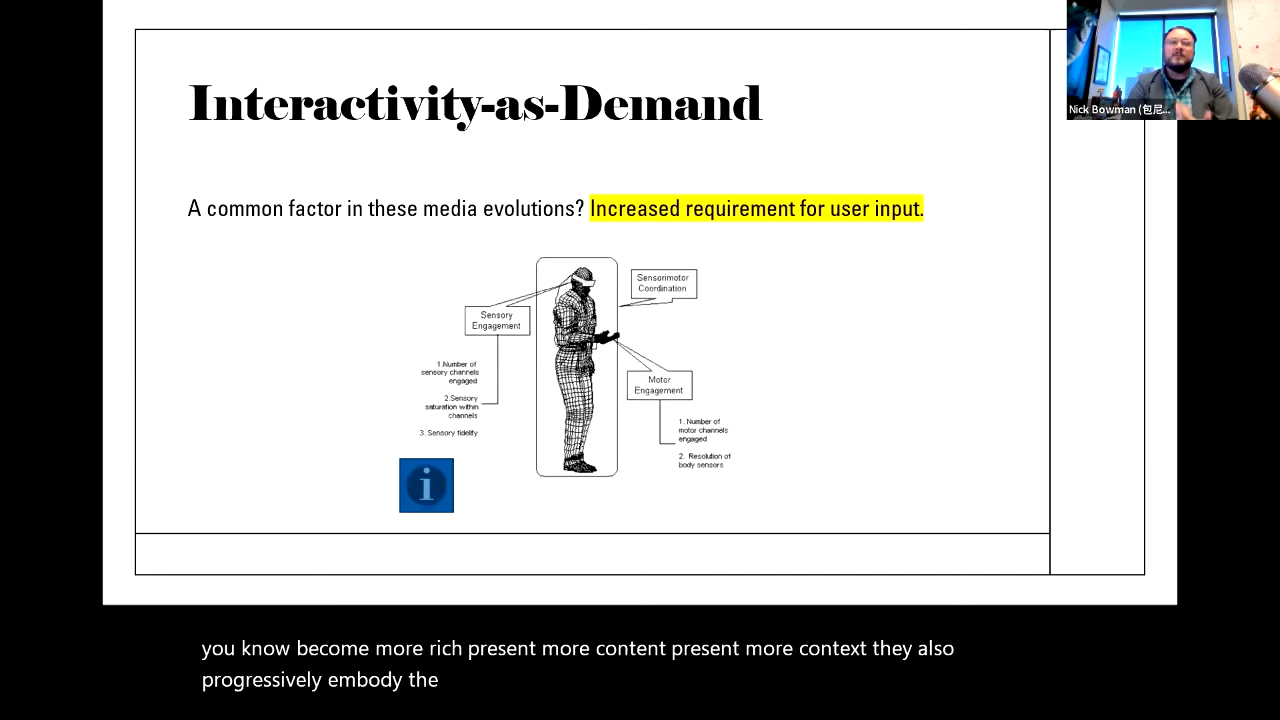 Interactivity-as-Demand
A common factor in these media evolutions? Increased requirement for user input.
Sensorimotor
Coordination
Sensory
Engagement
1.Number of
sensory channels
engaged
2.Sensory
saturation within
channels
3. Sensory fidelity
Motor
Engagement
1. Number of
motor channels
engaged
2. Resolution of
body sensors
i
Nick Bowman (包尼...
you know become more rich present more content present more context they also
progressively embody the